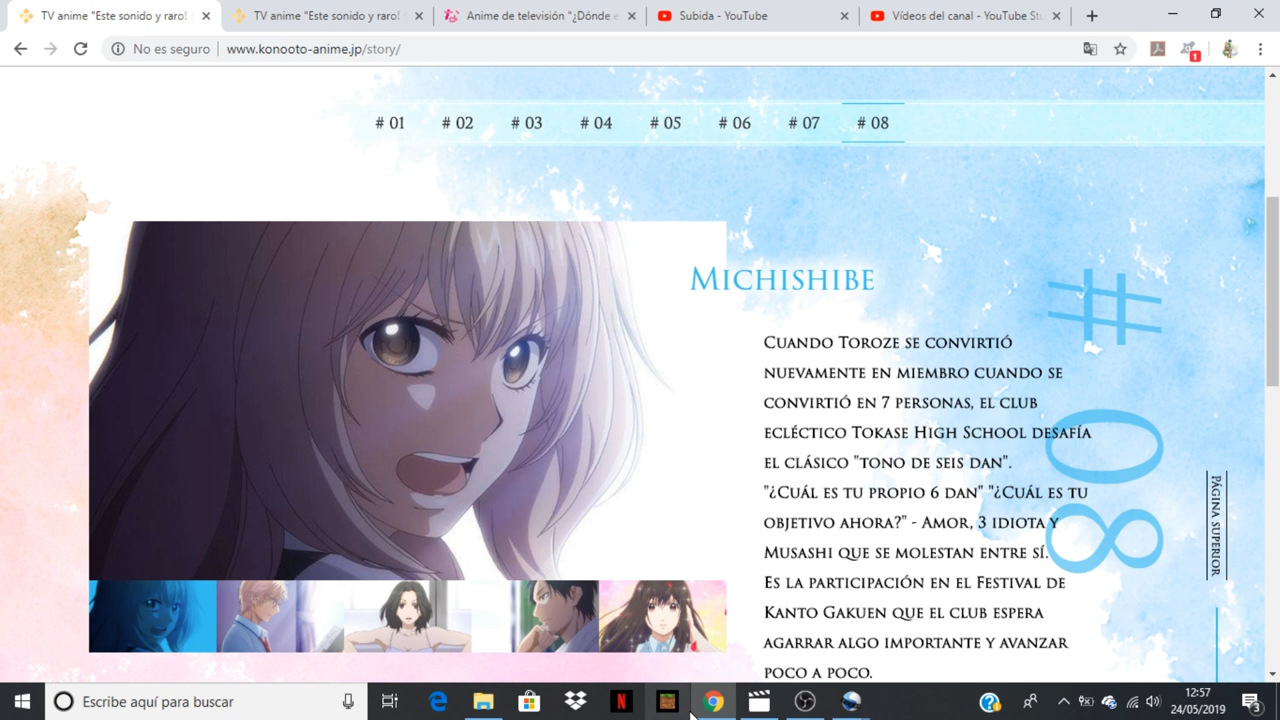 TV anime "Este sonido y raro!
TV anime "Este sonido y raro!
Anime de televisión "¿Dónde e
Subida - YouTube
Vídeos del canal - YouTube Stu
No es seguro
www.konooto-anime.jp/story/
1
# 01
# 02
# 03
# 04
# 05
# 06
# 07
# 08
Michishibe
Cuando Toroze se convirtió
nuevamente en miembro cuando se
convirtió en 7 personas, el club
ecléctico Tokase High School desafía
el clásico "tono de seis dan".
"¿Cuál es tu propio 6 dan" "¿Cuál es tu
objetivo ahora?" - Amor, 3 idiota y
Musashi que se molestan entre sí.
Es la participación en el Festival de
Kanto Gakuen que el club espera
agarrar algo importante y avanzar
poco a poco.
# 08
Página superior
Escribe aquí para buscar
12:57
24/05/2019
3